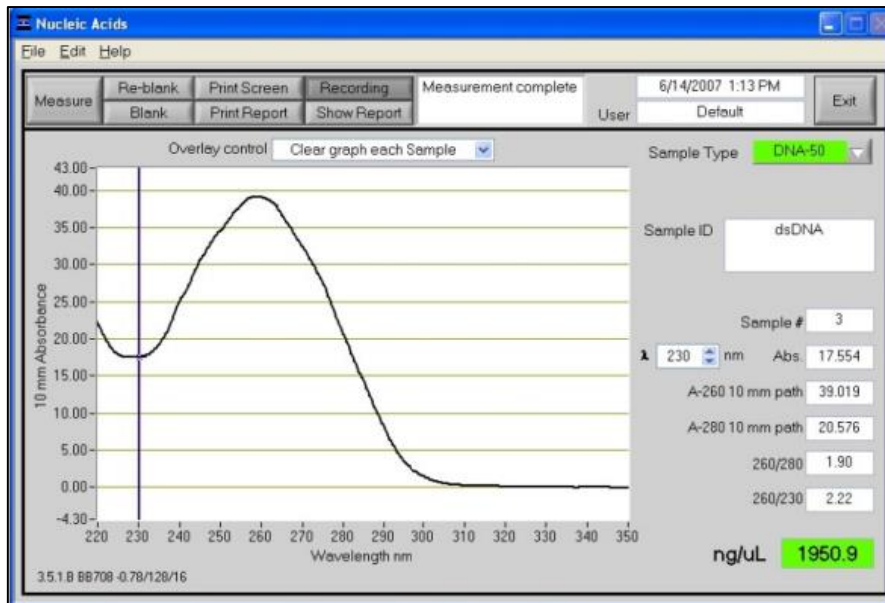 Nucleic Acids
File Edit Help
Measure
Re-blank Print Screen Recording
Blank Print Report Show Report
Measurement complete
6/14/2007 1:13 PM
User Default
Exit
Overlay control Clear graph each Sample
Sample Type DNA-50
Sample ID dsDNA
Sample # 3
λ 230 nm Abs. 17.554
A-260 10 mm path 39.019
A-280 10 mm path 20.576
260/280 1.90
260/230 2.22
ng/uL 1950.9
10 mm Absorbance
43.00
40.00
35.00
30.00
25.00
20.00
15.00
10.00
5.00
0.00
-4.30
220 230 240 250 260 270 280 290 300 310 320 330 340 350
Wavelength nm
3.5.1.B BB708 -0.78/128/16